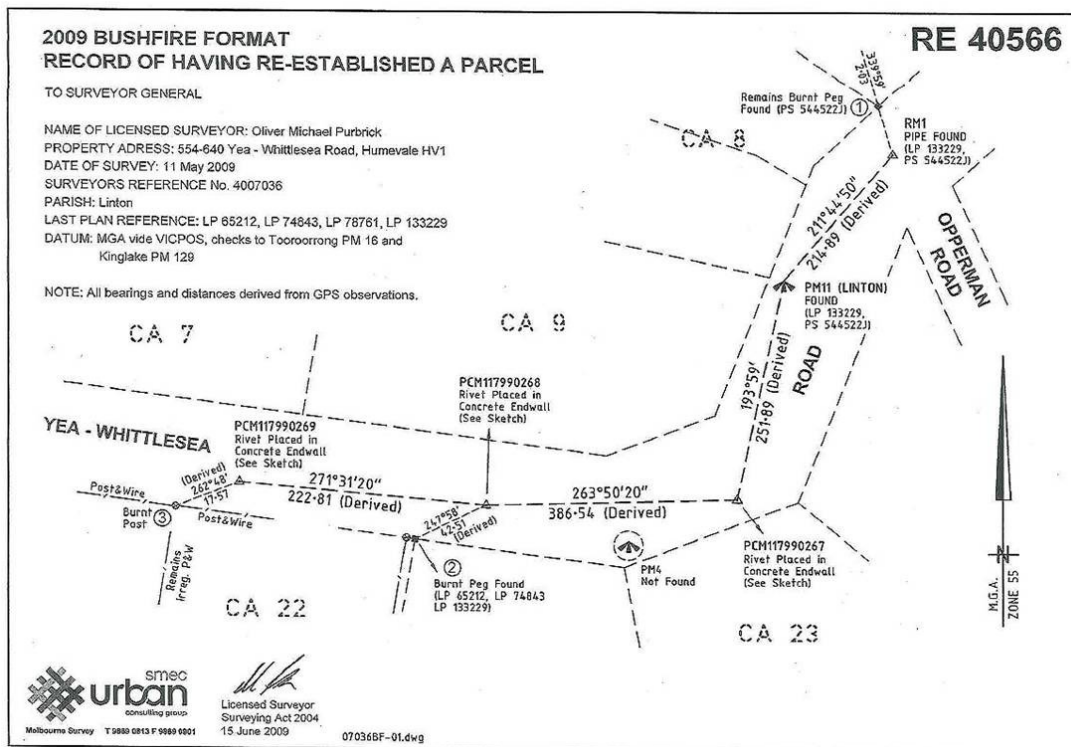 2009 BUSHFIRE FORMAT
RECORD OF HAVING RE-ESTABLISHED A PARCEL
RE 40566
TO SURVEYOR GENERAL
NAME OF LICENSED SURVEYOR: Oliver Michael Purbrick
PROPERTY ADRESS: 554-640 Yea - Whittlesea Road, Humevale HV1
DATE OF SURVEY: 11 May 2009
SURVEYORS REFERENCE No. 4007036
PARISH: Linton
LAST PLAN REFERENCE: LP 65212, LP 74843, LP 78761, LP 133229
DATUM: MGA vide VICPOS, checks to Tooroorrong PM 16 and
Kinglake PM 129
NOTE: All bearings and distances derived from GPS observations.
339°59'
2·03
Remains Burnt Peg
Found (PS 544522J)
1
RM1
PIPE FOUND
(LP 133229,
PS 544522J)
CA 8
211°44'50"
214·89 (Derived)
OPPERMAN
ROAD
PM11 (LINTON)
FOUND
(LP 133229,
PS 544522J)
CA 7
CA 9
193°59'
251·89 (Derived)
ROAD
PCM117990268
Rivet Placed in
Concrete Endwall
(See Sketch)
YEA - WHITTLESEA
PCM117990269
Rivet Placed in
Concrete Endwall
(See Sketch)
(Derived)
262°48'
17·57
271°31'20"
222·81 (Derived)
263°50'20"
386·54 (Derived)
Post&Wire
Burnt
Post
3
Post&Wire
247°58'
42·51
(Derived)
Remains
Irreg. P&W
2
Burnt Peg Found
(LP 65212, LP 74843
LP 133229)
PM4
Not Found
PCM117990267
Rivet Placed in
Concrete Endwall
(See Sketch)
CA 22
CA 23
N
M.G.A.
ZONE 55
smec
urban
consulting group
Melbourne Survey T 9869 0813 F 9869 0901
Licensed Surveyor
Surveying Act 2004
15 June 2009
07036BF-01.dwg